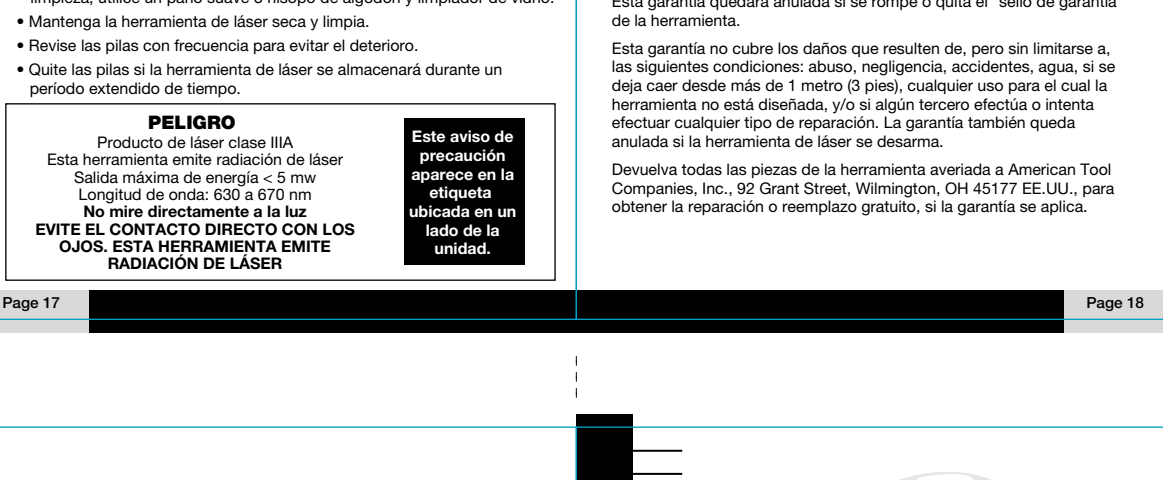 limpieza, utilice un paño suave o hisopo de algodón y limpiador de vidrio.
• Mantenga la herramienta de láser seca y limpia.
• Revise las pilas con frecuencia para evitar el deterioro.
• Quite las pilas si la herramienta de láser se almacenará durante un
período extendido de tiempo.
PELIGRO
Producto de láser clase IIIA
Esta herramienta emite radiación de láser
Salida máxima de energía < 5 mw
Longitud de onda: 630 a 670 nm
No mire directamente a la luz
EVITE EL CONTACTO DIRECTO CON LOS
OJOS. ESTA HERRAMIENTA EMITE
RADIACIÓN DE LÁSER
Este aviso de
precaución
aparece en la
etiqueta
ubicada en un
lado de la
unidad.
Page 17
Esta garantía quedará anulada si se rompe o quita el "sello de garantía
de la herramienta.
Esta garantía no cubre los daños que resulten de, pero sin limitarse a,
las siguientes condiciones: abuso, negligencia, accidentes, agua, si se
deja caer desde más de 1 metro (3 pies), cualquier uso para el cual la
herramienta no está diseñada, y/o si algún tercero efectúa o intenta
efectuar cualquier tipo de reparación. La garantía también queda
anulada si la herramienta de láser se desarma.
Devuelva todas las piezas de la herramienta averiada a American Tool
Companies, Inc., 92 Grant Street, Wilmington, OH 45177 EE.UU., para
obtener la reparación o reemplazo gratuito, si la garantía se aplica.
Page 18